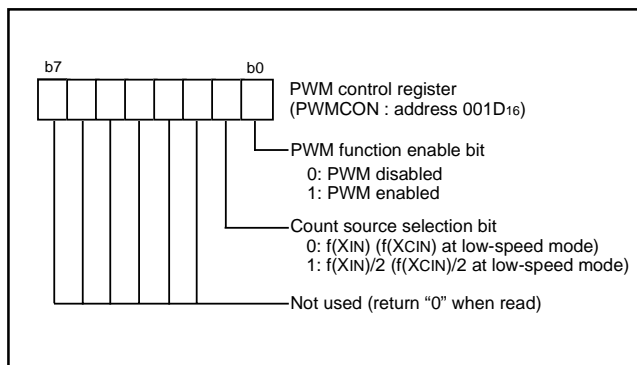 b7 b0
PWM control register
(PWMCON : address 001D16)
PWM function enable bit
0: PWM disabled
1: PWM enabled
Count source selection bit
0: f(XIN) (f(XCIN) at low-speed mode)
1: f(XIN)/2 (f(XCIN)/2 at low-speed mode)
Not used (return “0” when read)